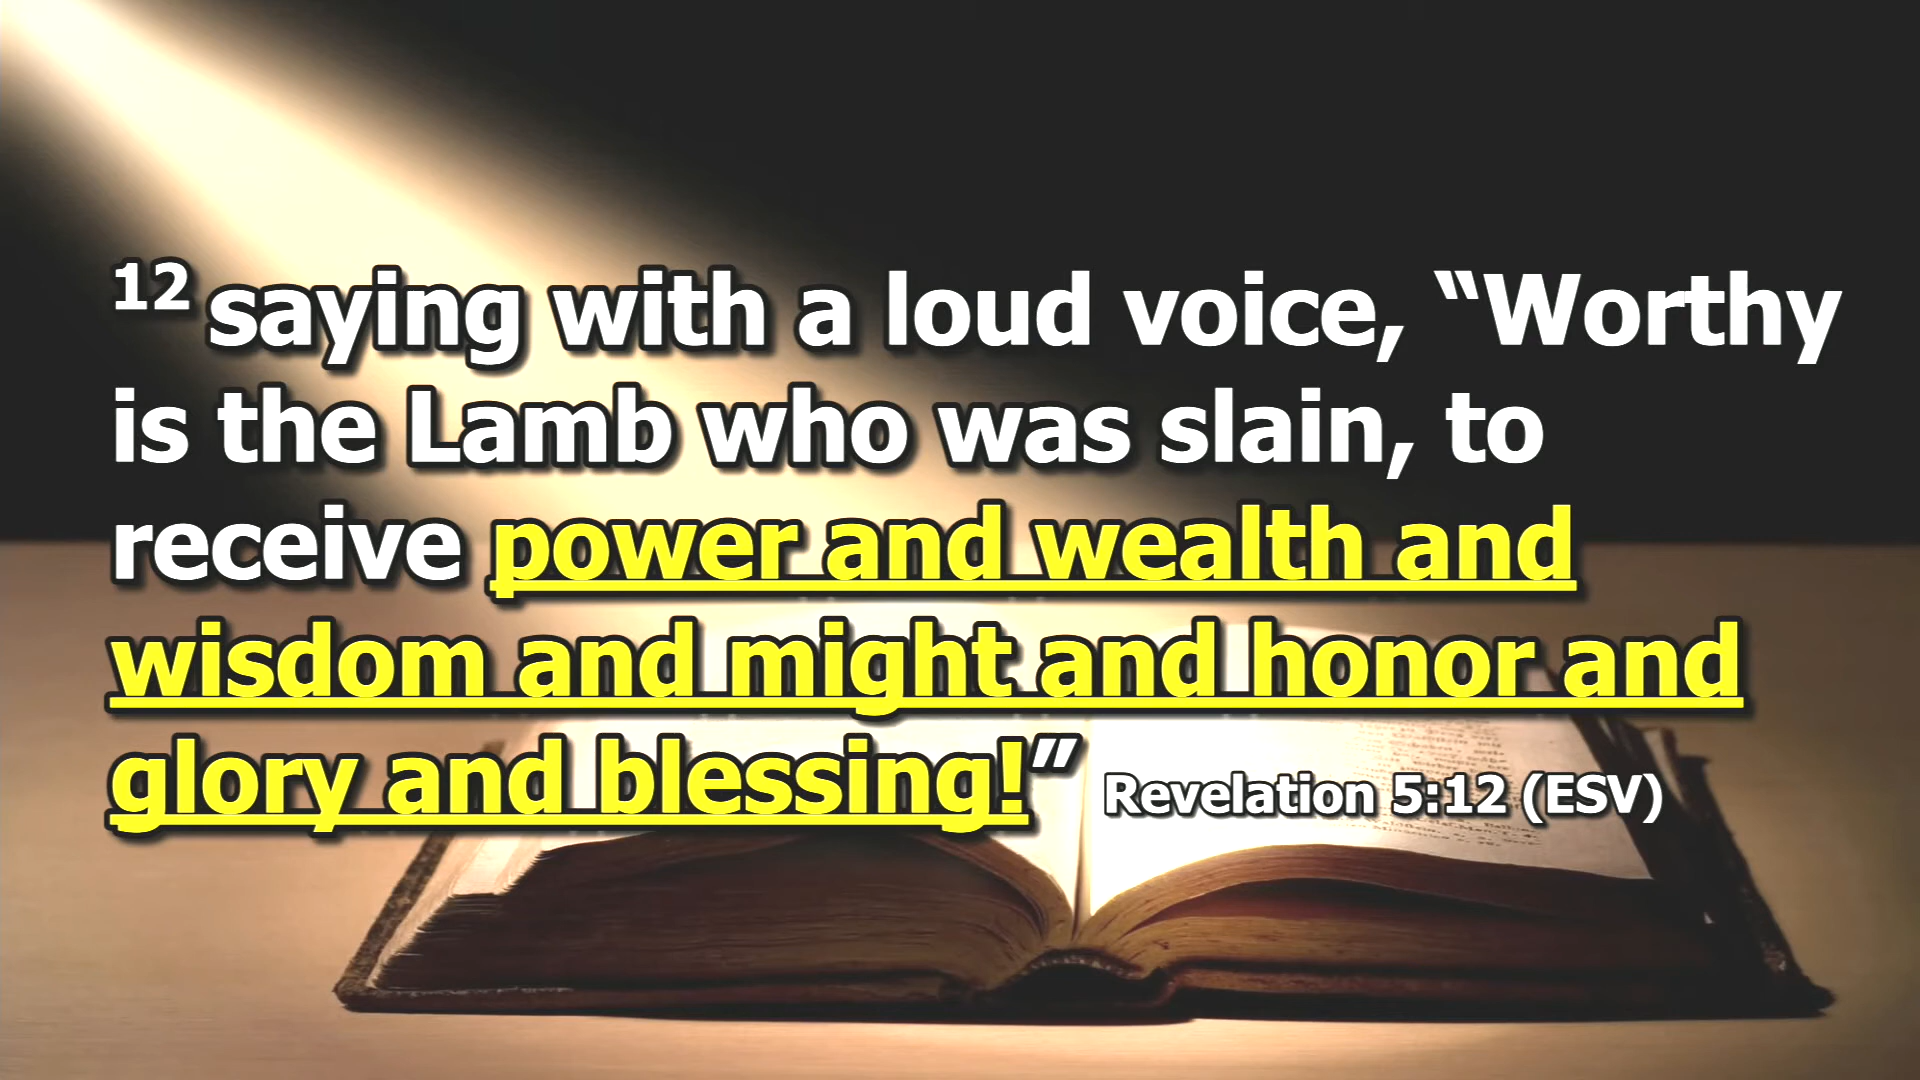 12 saying with a loud voice, “Worthy
is the Lamb who was slain, to
receive power and wealth and
wisdom and might and honor and
glory and blessing!” Revelation 5:12 (ESV)